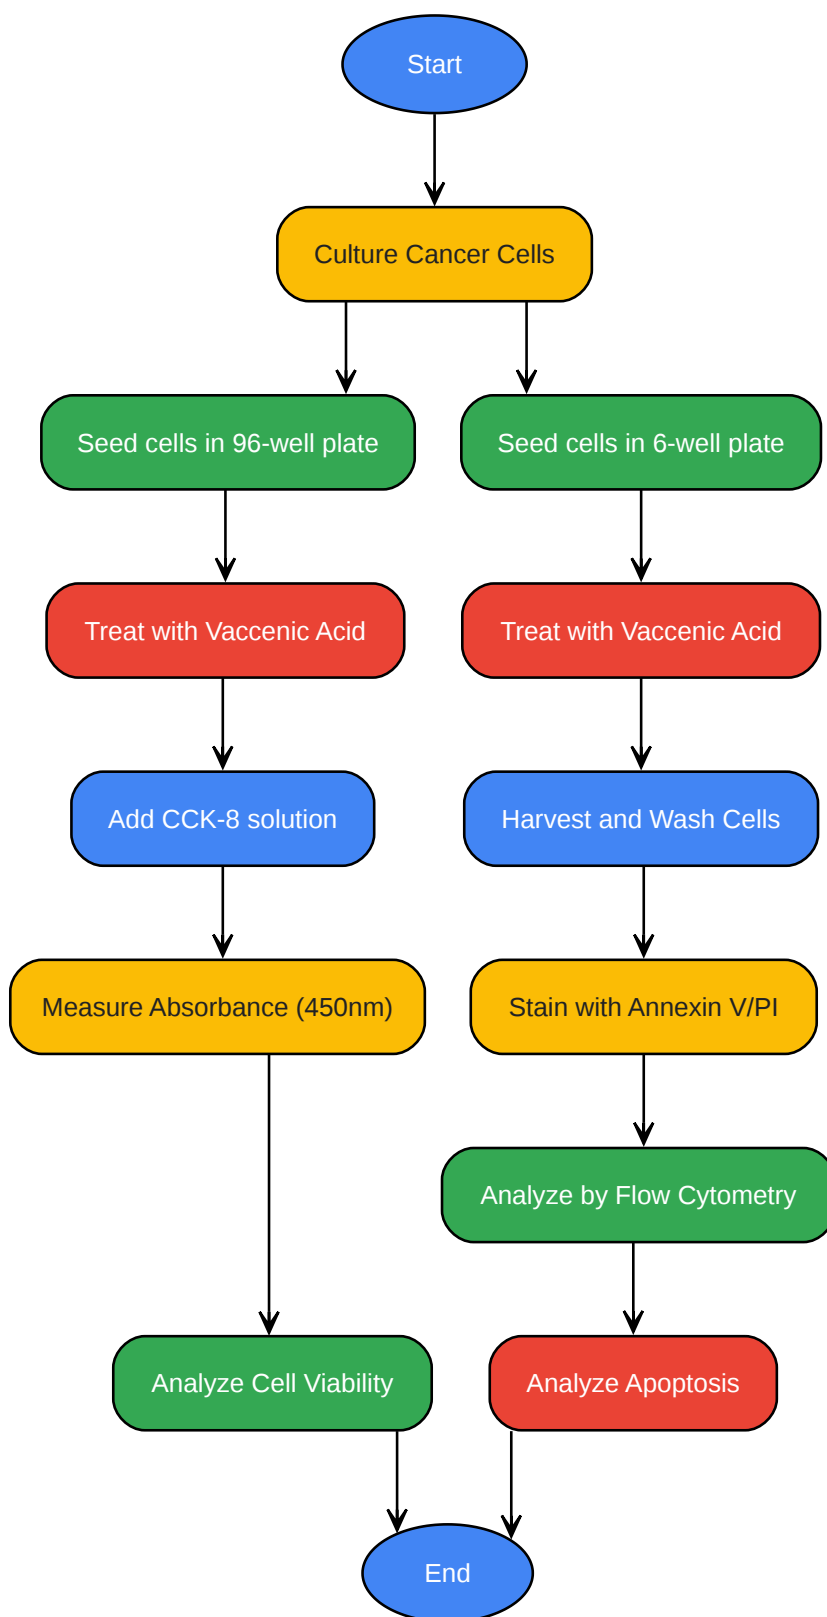 Start
Culture Cancer Cells
Seed cells in 96-well plate
Seed cells in 6-well plate
Treat with Vaccenic Acid
Treat with Vaccenic Acid
Add CCK-8 solution
Harvest and Wash Cells
Measure Absorbance (450nm)
Stain with Annexin V/PI
Analyze by Flow Cytometry
Analyze Cell Viability
Analyze Apoptosis
End